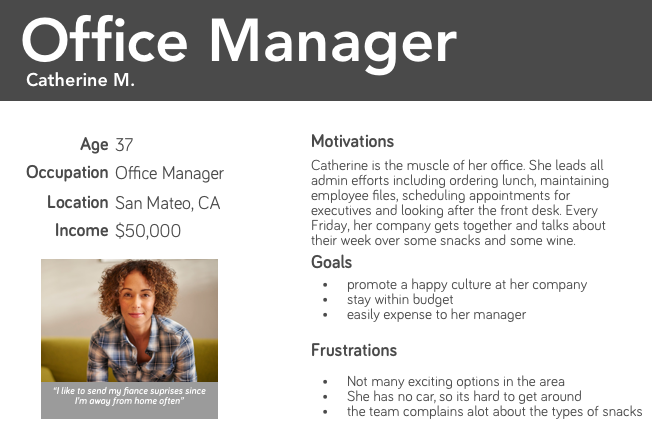 Office Manager
Catherine M.
Age 37
Occupation Office Manager
Location San Mateo, CA
Income $50,000
"I like to send my fiance suprises since
I'm away from home often"
Motivations
Catherine is the muscle of her office. She leads all
admin efforts including ordering lunch, maintaining
employee files, scheduling appointments for
executives and looking after the front desk. Every
Friday, her company gets together and talks about
their week over some snacks and some wine.
Goals
• promote a happy culture at her company
• stay within budget
• easily expense to her manager
Frustrations
• Not many exciting options in the area
• She has no car, so its hard to get around
• the team complains alot about the types of snacks